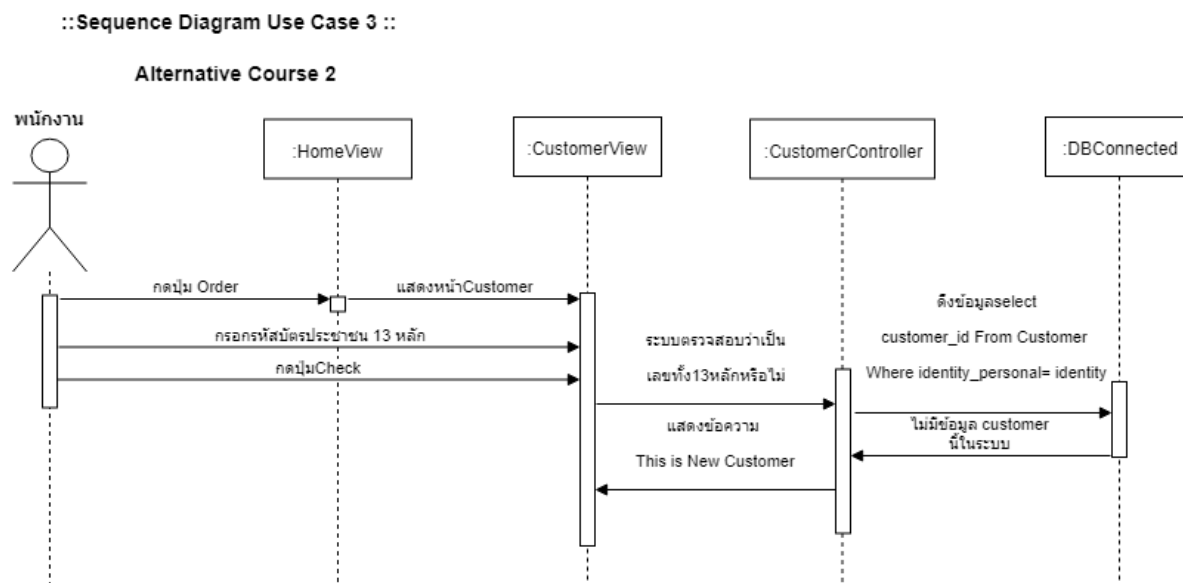 ::Sequence Diagram Use Case 3 ::
Alternative Course 2
พนักงาน
:HomeView
:CustomerView
:CustomerController
:DBConnected
กดปุ่ม Order
แสดงหน้าCustomer
กรอกรหัสบัตรประชาชน 13 หลัก
กดปุ่มCheck
ระบบตรวจสอบว่าเป็น
เลขทั้ง13หลักหรือไม่
ดึงข้อมูลselect
customer_id From Customer
Where identity_personal= identity
ไม่มีข้อมูล customer
นี้ในระบบ
แสดงข้อความ
This is New Customer